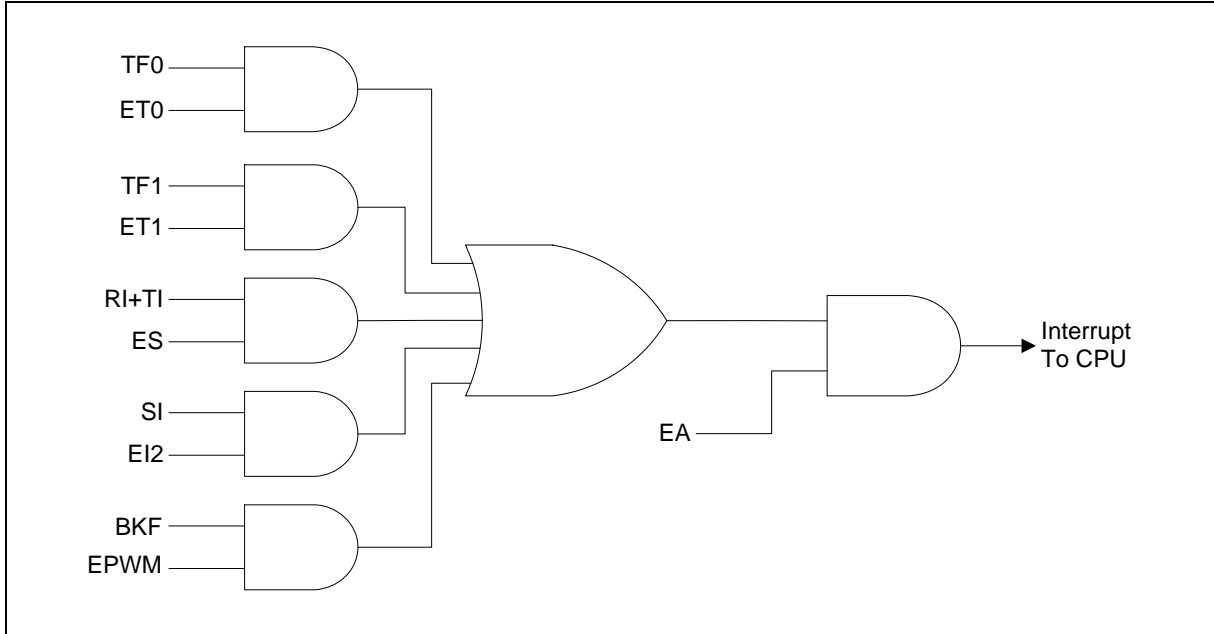 TF0
ET0
TF1
ET1
RI+TI
ES
SI
EI2
BKF
EPWM
EA
Interrupt
To CPU